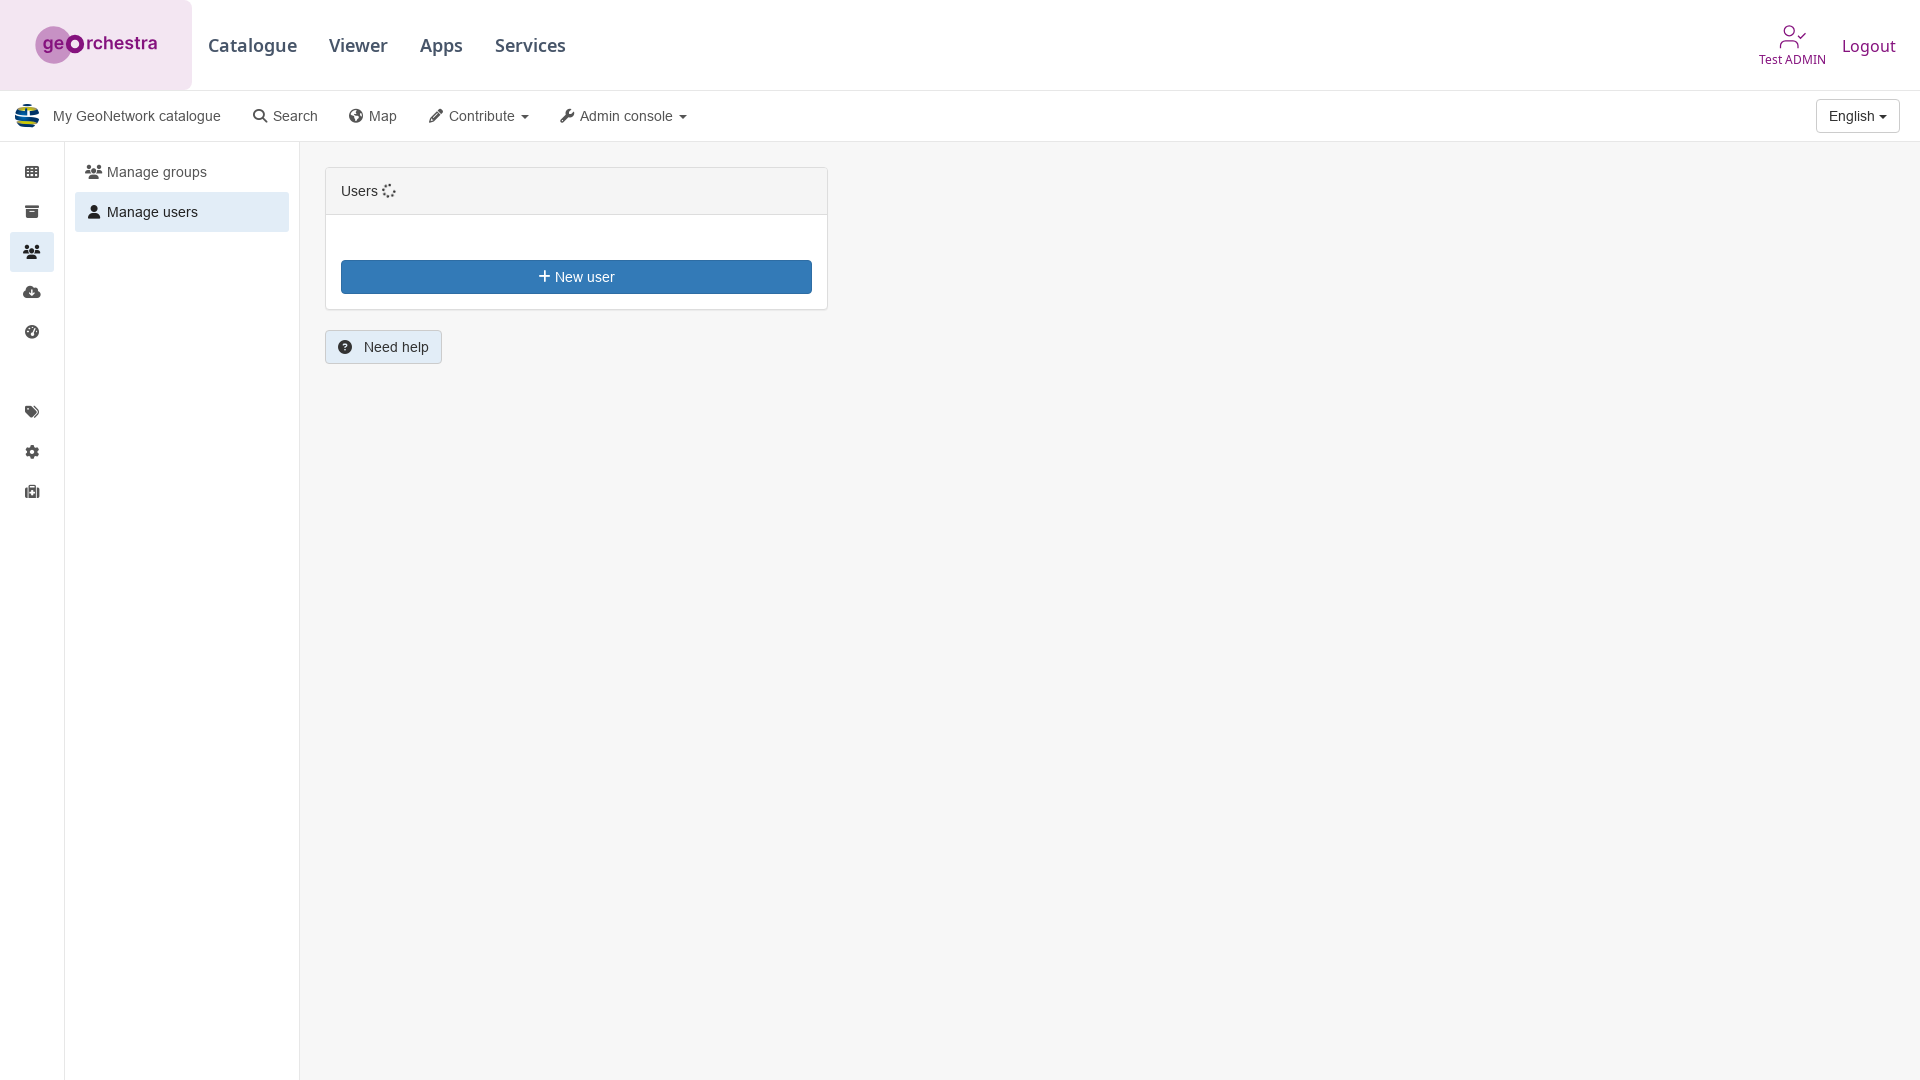 geOrchestra
Catalogue
Viewer
Apps
Services
Test ADMIN
Logout
My GeoNetwork catalogue
Search
Map
Contribute
Admin console
English
Manage groups
Manage users
Users
New user
Need help